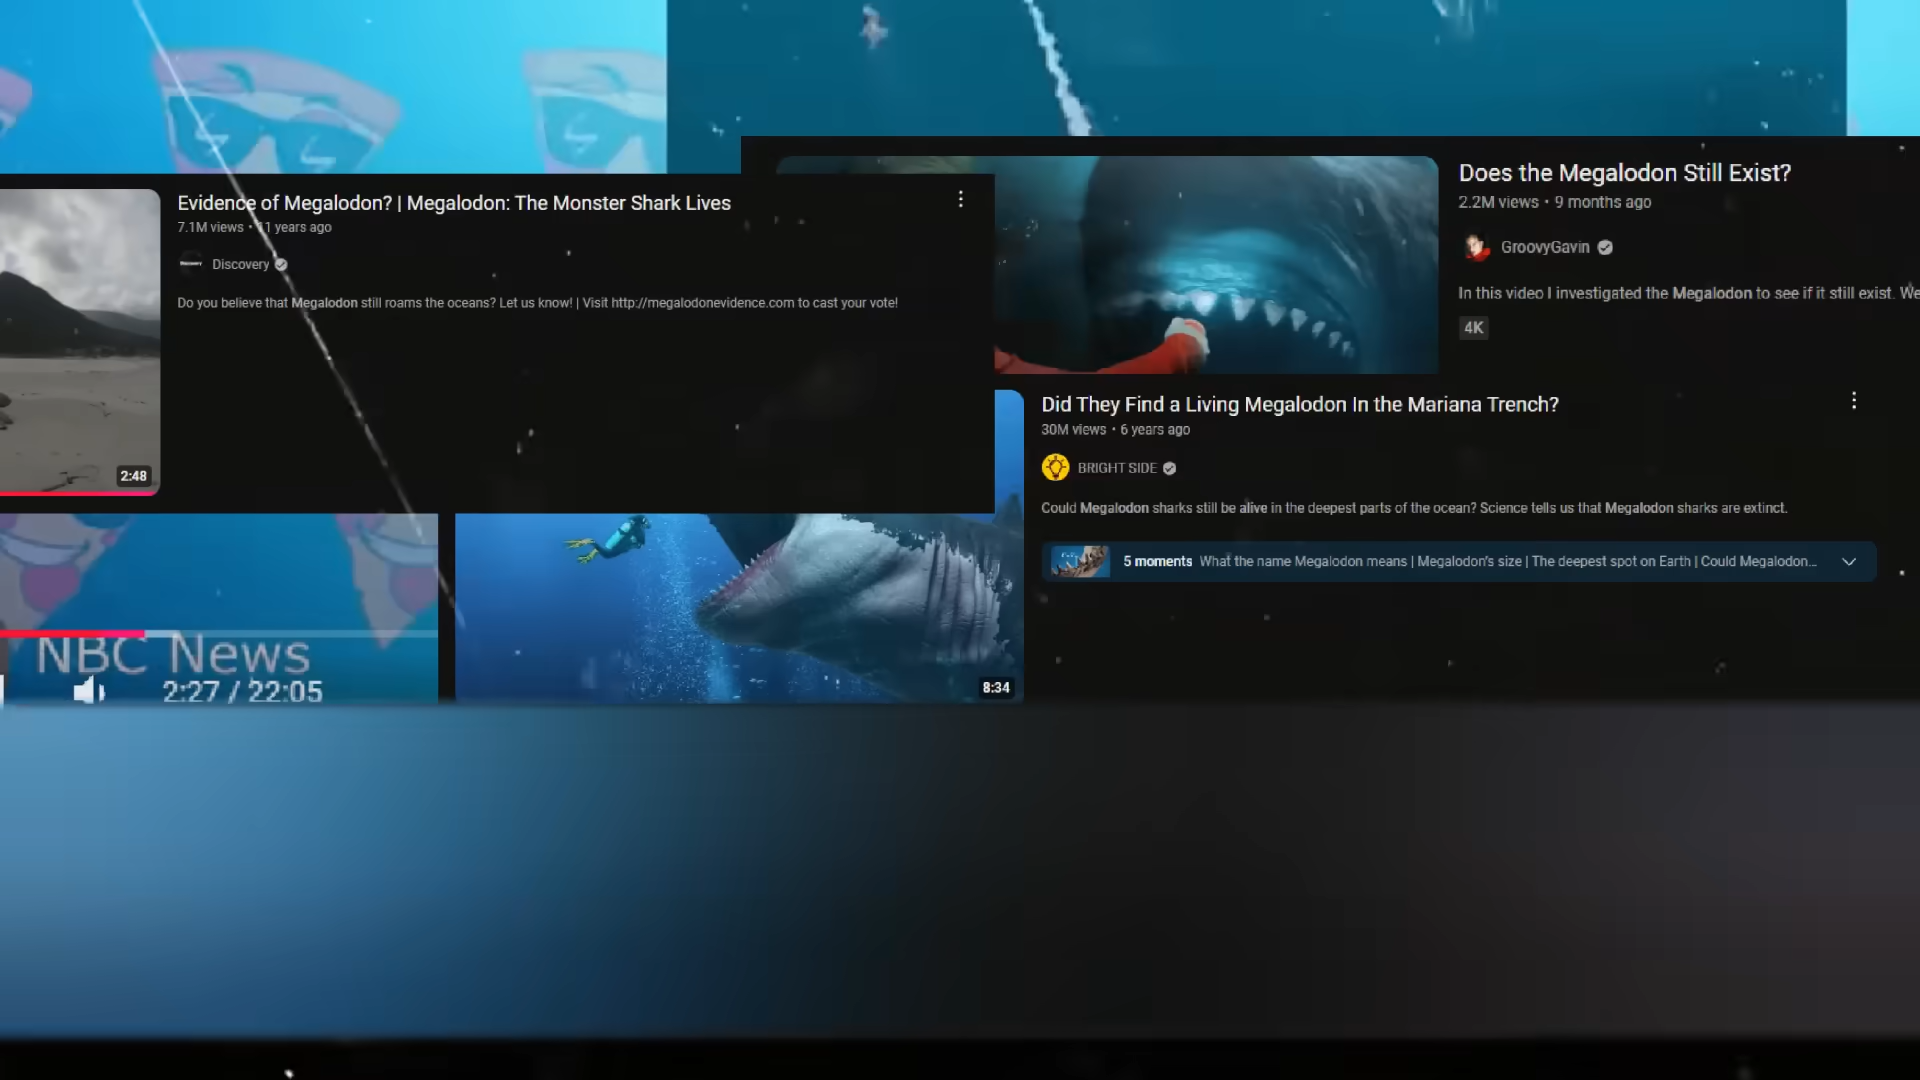 Evidence of Megalodon? | Megalodon: The Monster Shark Lives
7.1M views • 11 years ago
Discovery
Do you believe that Megalodon still roams the oceans? Let us know! | Visit http://megalodonevidence.com to cast your vote!
2:48
Does the Megalodon Still Exist?
2.2M views • 9 months ago
GroovyGavin
In this video I investigated the Megalodon to see if it still exist. We
4K
Did They Find a Living Megalodon In the Mariana Trench?
30M views • 6 years ago
BRIGHT SIDE
Could Megalodon sharks still be alive in the deepest parts of the ocean? Science tells us that Megalodon sharks are extinct.
5 moments What the name Megalodon means | Megalodon's size | The deepest spot on Earth | Could Megalodon...
8:34
NBC News
2:27 / 22:05